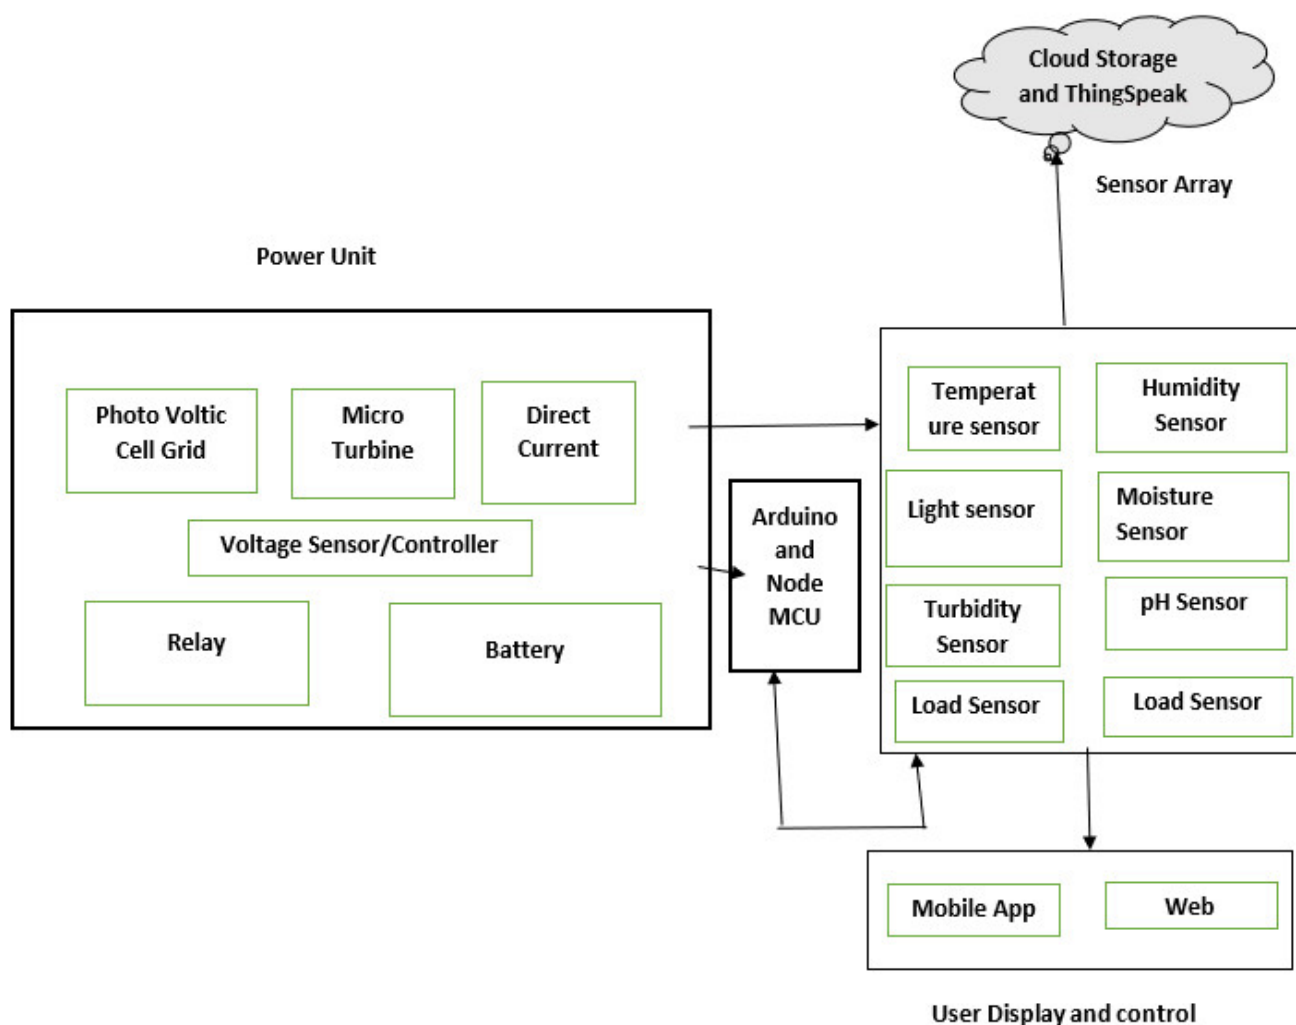 Cloud Storage
and ThingSpeak
Sensor Array
Power Unit
Photo Voltic
Cell Grid
Micro
Turbine
Direct
Current
Voltage Sensor/Controller
Relay
Battery
Arduino
and
Node
MCU
Temperat
ure sensor
Humidity
Sensor
Light sensor
Moisture
Sensor
Turbidity
Sensor
pH Sensor
Load Sensor
Load Sensor
Mobile App
Web
User Display and control